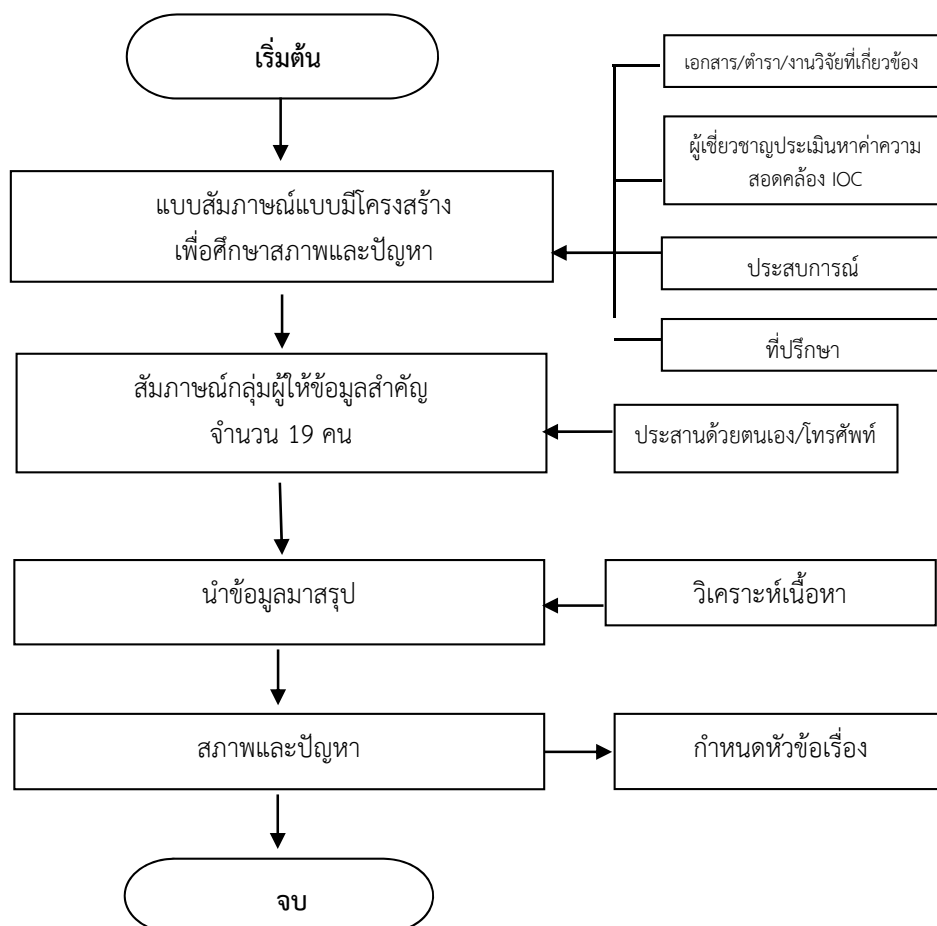 เริ่มต้น
เอกสาร/ตำรา/งานวิจัยที่เกี่ยวข้อง
ผู้เชี่ยวชาญประเมินหาค่าความ
สอดคล้อง IOC
แบบสัมภาษณ์แบบมีโครงสร้าง
เพื่อศึกษาสภาพและปัญหา
ประสบการณ์
ที่ปรึกษา
สัมภาษณ์กลุ่มผู้ให้ข้อมูลสำคัญ
จำนวน 19 คน
ประสานด้วยตนเอง/โทรศัพท์
นำข้อมูลมาสรุป
วิเคราะห์เนื้อหา
สภาพและปัญหา
กำหนดหัวข้อเรื่อง
จบ